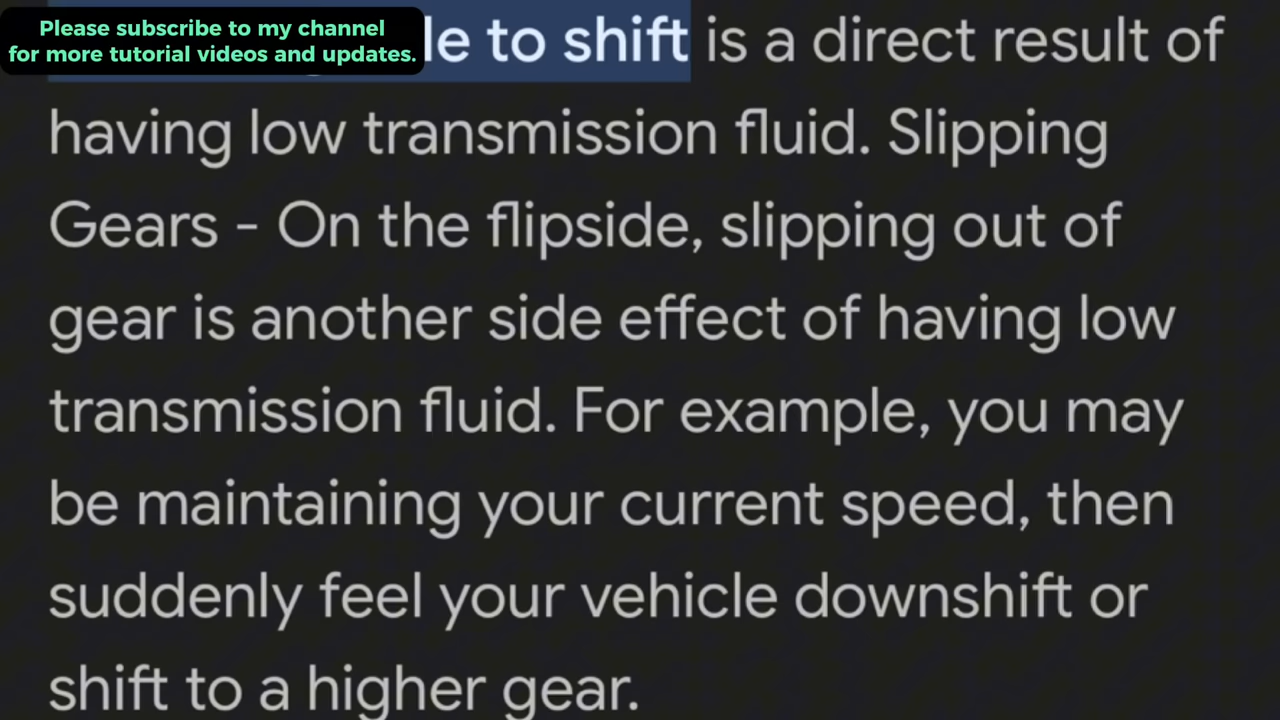 Please subscribe to my channel
for more tutorial videos and updates.
to shift is a direct result of
having low transmission fluid. Slipping
Gears - On the flipside, slipping out of
gear is another side effect of having low
transmission fluid. For example, you may
be maintaining your current speed, then
suddenly feel your vehicle downshift or
shift to a higher gear.